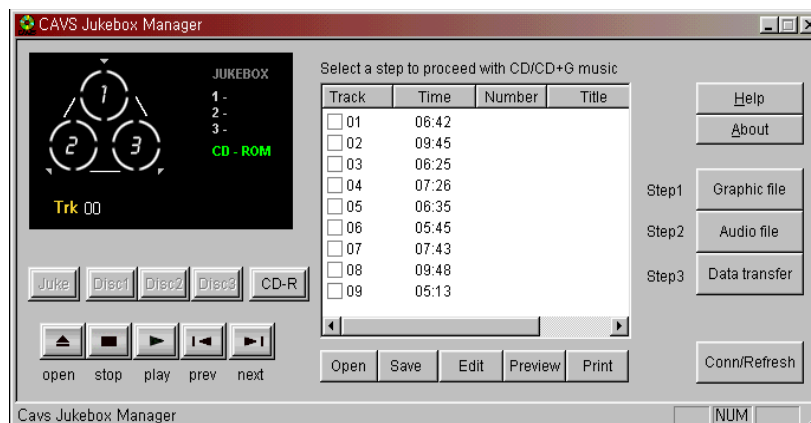 CAVS Jukebox Manager
JUKEBOX
1 -
2 -
3 -
CD - ROM
1
2 3
Trk 00
Select a step to proceed with CD/CD+G music
Track Time Number Title
01 06:42
02 09:45
03 06:25
04 07:26
05 06:35
06 05:45
07 07:43
08 09:48
09 05:13
Help
About
Step1 Graphic file
Step2 Audio file
Step3 Data transfer
Juke Disc1 Disc2 Disc3 CD-R
open stop play prev next
Open Save Edit Preview Print
Conn/Refresh
Cavs Jukebox Manager NUM